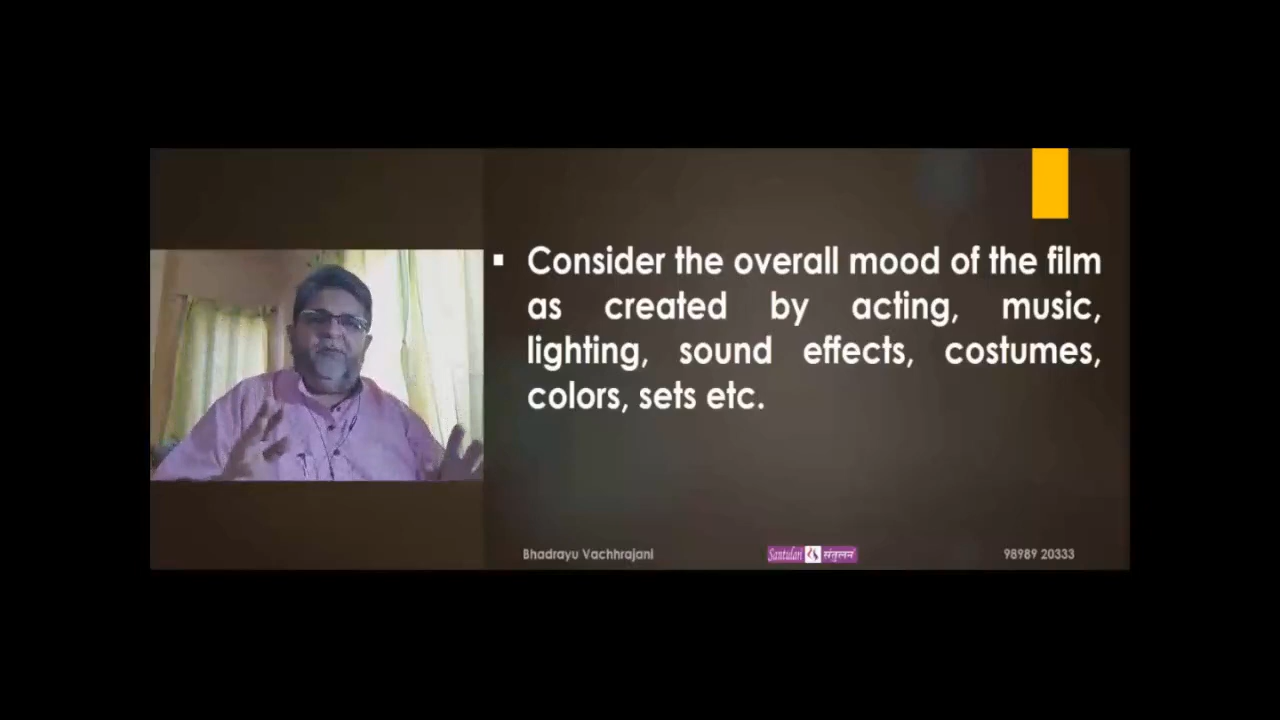 ▪ Consider the overall mood of the film
as created by acting, music,
lighting, sound effects, costumes,
colors, sets etc.
Bhadrayu Vachhrajani
Santulan संतुलन
98989 20333